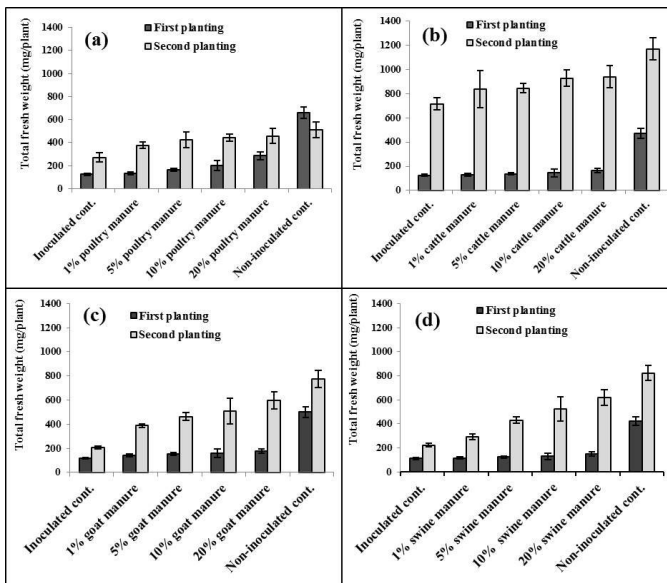 (a)
First planting
Second planting
Total fresh weight (mg/plant)
1400
1200
1000
800
600
400
200
0
Inoculated cont.
1% poultry manure
5% poultry manure
10% poultry manure
20% poultry manure
Non-inoculated cont.
(b)
First planting
Second planting
Total fresh weight (mg/plant)
1400
1200
1000
800
600
400
200
0
Inoculated cont.
1% cattle manure
5% cattle manure
10% cattle manure
20% cattle manure
Non-inoculated cont.
(c)
First planting
Second planting
Total fresh weight (mg/plant)
1400
1200
1000
800
600
400
200
0
Inoculated cont.
1% goat manure
5% goat manure
10% goat manure
20% goat manure
Non-inoculated cont.
(d)
First planting
Second planting
Total fresh weight (mg/plant)
1400
1200
1000
800
600
400
200
0
Inoculated cont.
1% swine manure
5% swine manure
10% swine manure
20% swine manure
Non-inoculated cont.